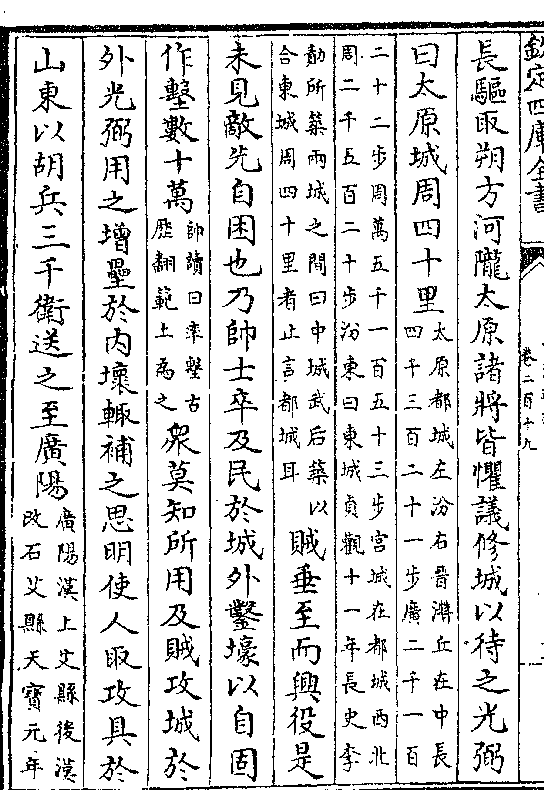 欽定四庫全書
卷二百十九
長驅取朔方河隴太原諸將皆懼議修城以待之光弼
曰太原城周四十里太原都城左汾右晉濳丘在中長四千三百二十一步廣二千一百
二十二步周萬五千一百五十三步宮城在都城西北周二千五百二十步汾東曰東城貞觀十一年長史李
勣所築兩城之間曰中城武后築以合東城周四十里者止言都城耳賊垂至而興役是
未見敵先自困也乃帥士卒及民於城外鑿壕以自固
作墼數十萬帥讀曰率墼古歷翻範土為之衆莫知所用及賊攻城於
外光弼用之增壘於内壞輒補之思明使人取攻具於
山東以胡兵三千衛送之至廣陽廣陽漢上艾縣後漢改石艾縣天寶元年